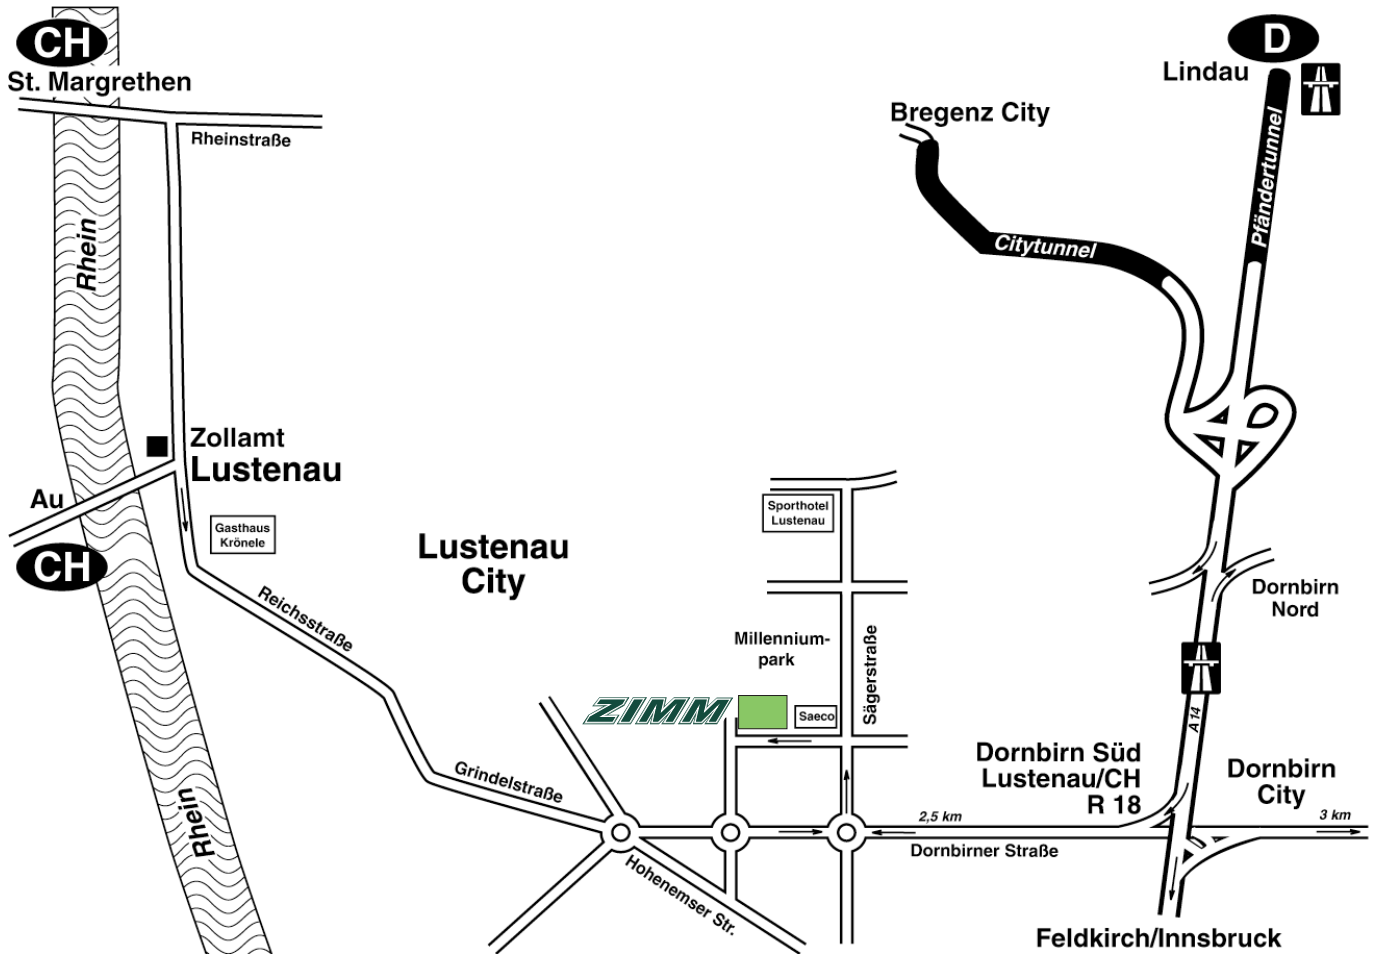 CH
St. Margrethen
Rheinstraße
Rhein
D
Lindau
Pfändertunnel
Bregenz City
Citytunnel
Zollamt
Lustenau
Au
CH
Gasthaus
Krönele
Reichsstraße
Lustenau
City
Sporthotel
Lustenau
Dornbirn
Nord
Millennium-
park
Sägerstraße
ZIMM
Saeco
A 14
Grindelstraße
Dornbirn Süd
Lustenau/CH
R 18
Dornbirn
City
2,5 km
3 km
Dornbirner Straße
Hohenemser Str.
Rhein
Feldkirch/Innsbruck